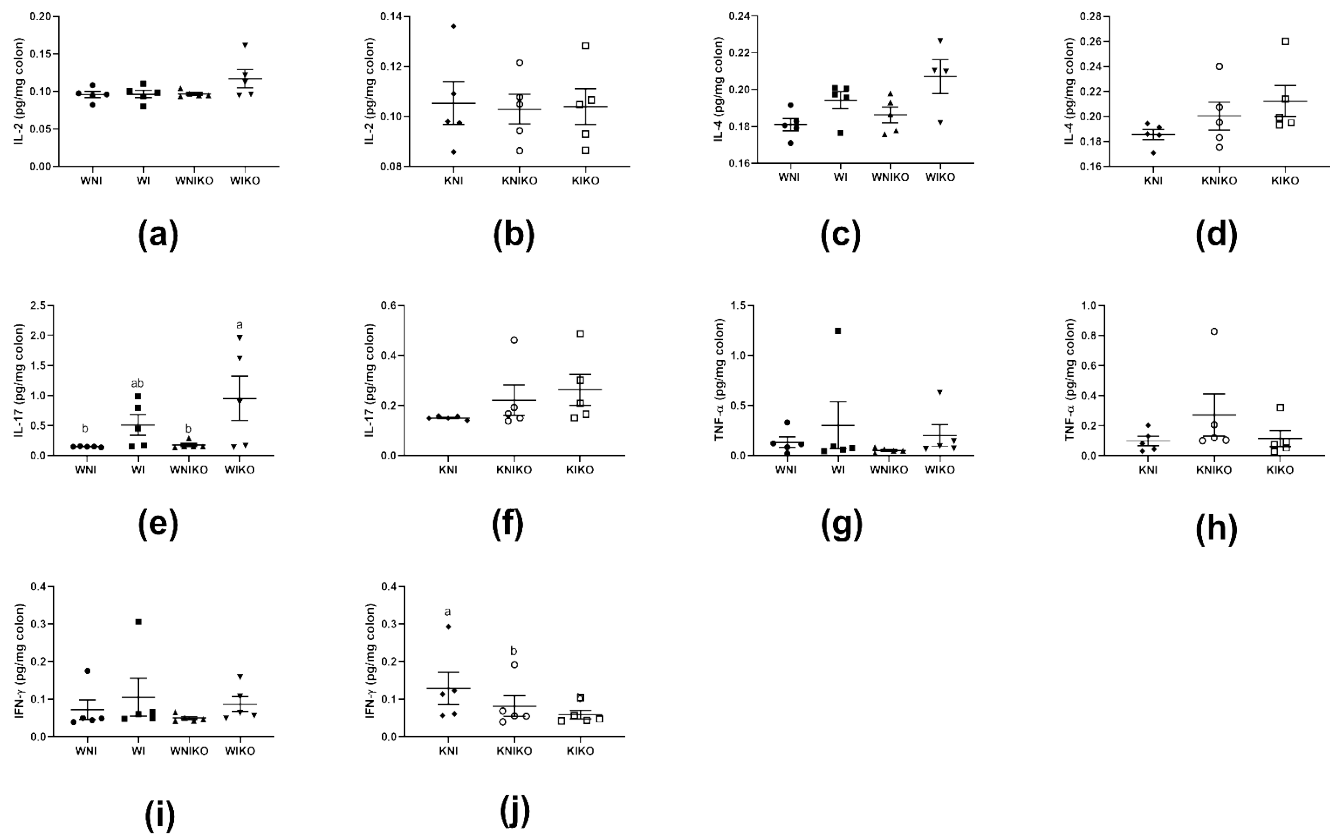 IL-2 (pg/mg colon)
0.20
0.15
0.10
0.05
0.00
WNI WI WNIKO WIKO
(a)
IL-2 (pg/mg colon)
0.14
0.12
0.10
0.08
KNI KNIKO KIKO
(b)
IL-4 (pg/mg colon)
0.24
0.22
0.20
0.18
0.16
WNI WI WNIKO WIKO
(c)
IL-4 (pg/mg colon)
0.28
0.26
0.24
0.22
0.20
0.18
0.16
KNI KNIKO KIKO
(d)
IL-17 (pg/mg colon)
2.5
2.0
1.5
1.0
0.5
0.0
b ab b a
WNI WI WNIKO WIKO
(e)
IL-17 (pg/mg colon)
0.6
0.4
0.2
0.0
KNI KNIKO KIKO
(f)
TNF-α (pg/mg colon)
1.5
1.0
0.5
0.0
WNI WI WNIKO WIKO
(g)
TNF-α (pg/mg colon)
1.0
0.8
0.6
0.4
0.2
0.0
KNI KNIKO KIKO
(h)
IFN-γ (pg/mg colon)
0.4
0.3
0.2
0.1
0.0
WNI WI WNIKO WIKO
(i)
IFN-γ (pg/mg colon)
0.4
0.3
0.2
0.1
0.0
a b
KNI KNIKO KIKO
(j)